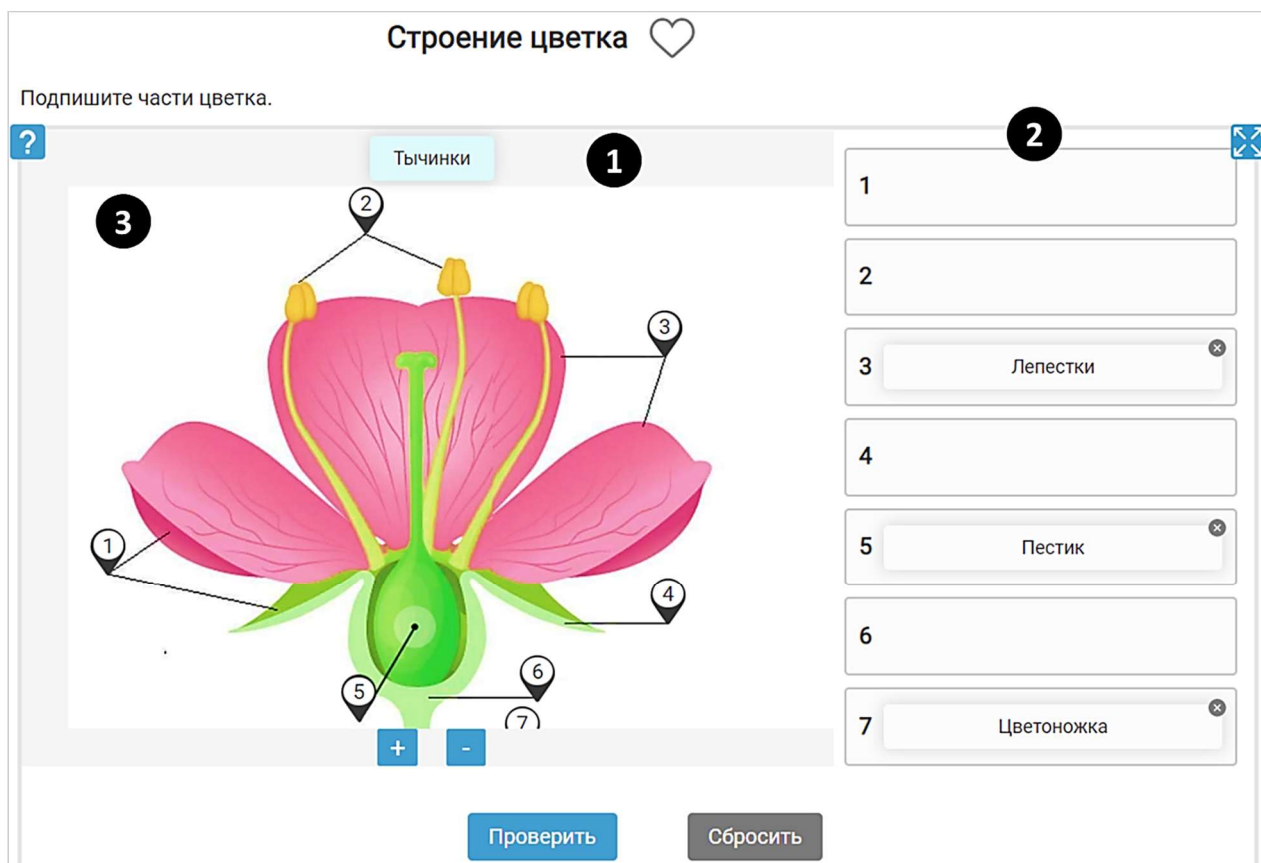 Строение цветка
Подпишите части цветка.
?
Тычинки
1
2
3
2
3
1
4
5
6
7
+
-
1
2
3 Лепестки
4
5 Пестик
6
7 Цветоножка
Проверить
Сбросить